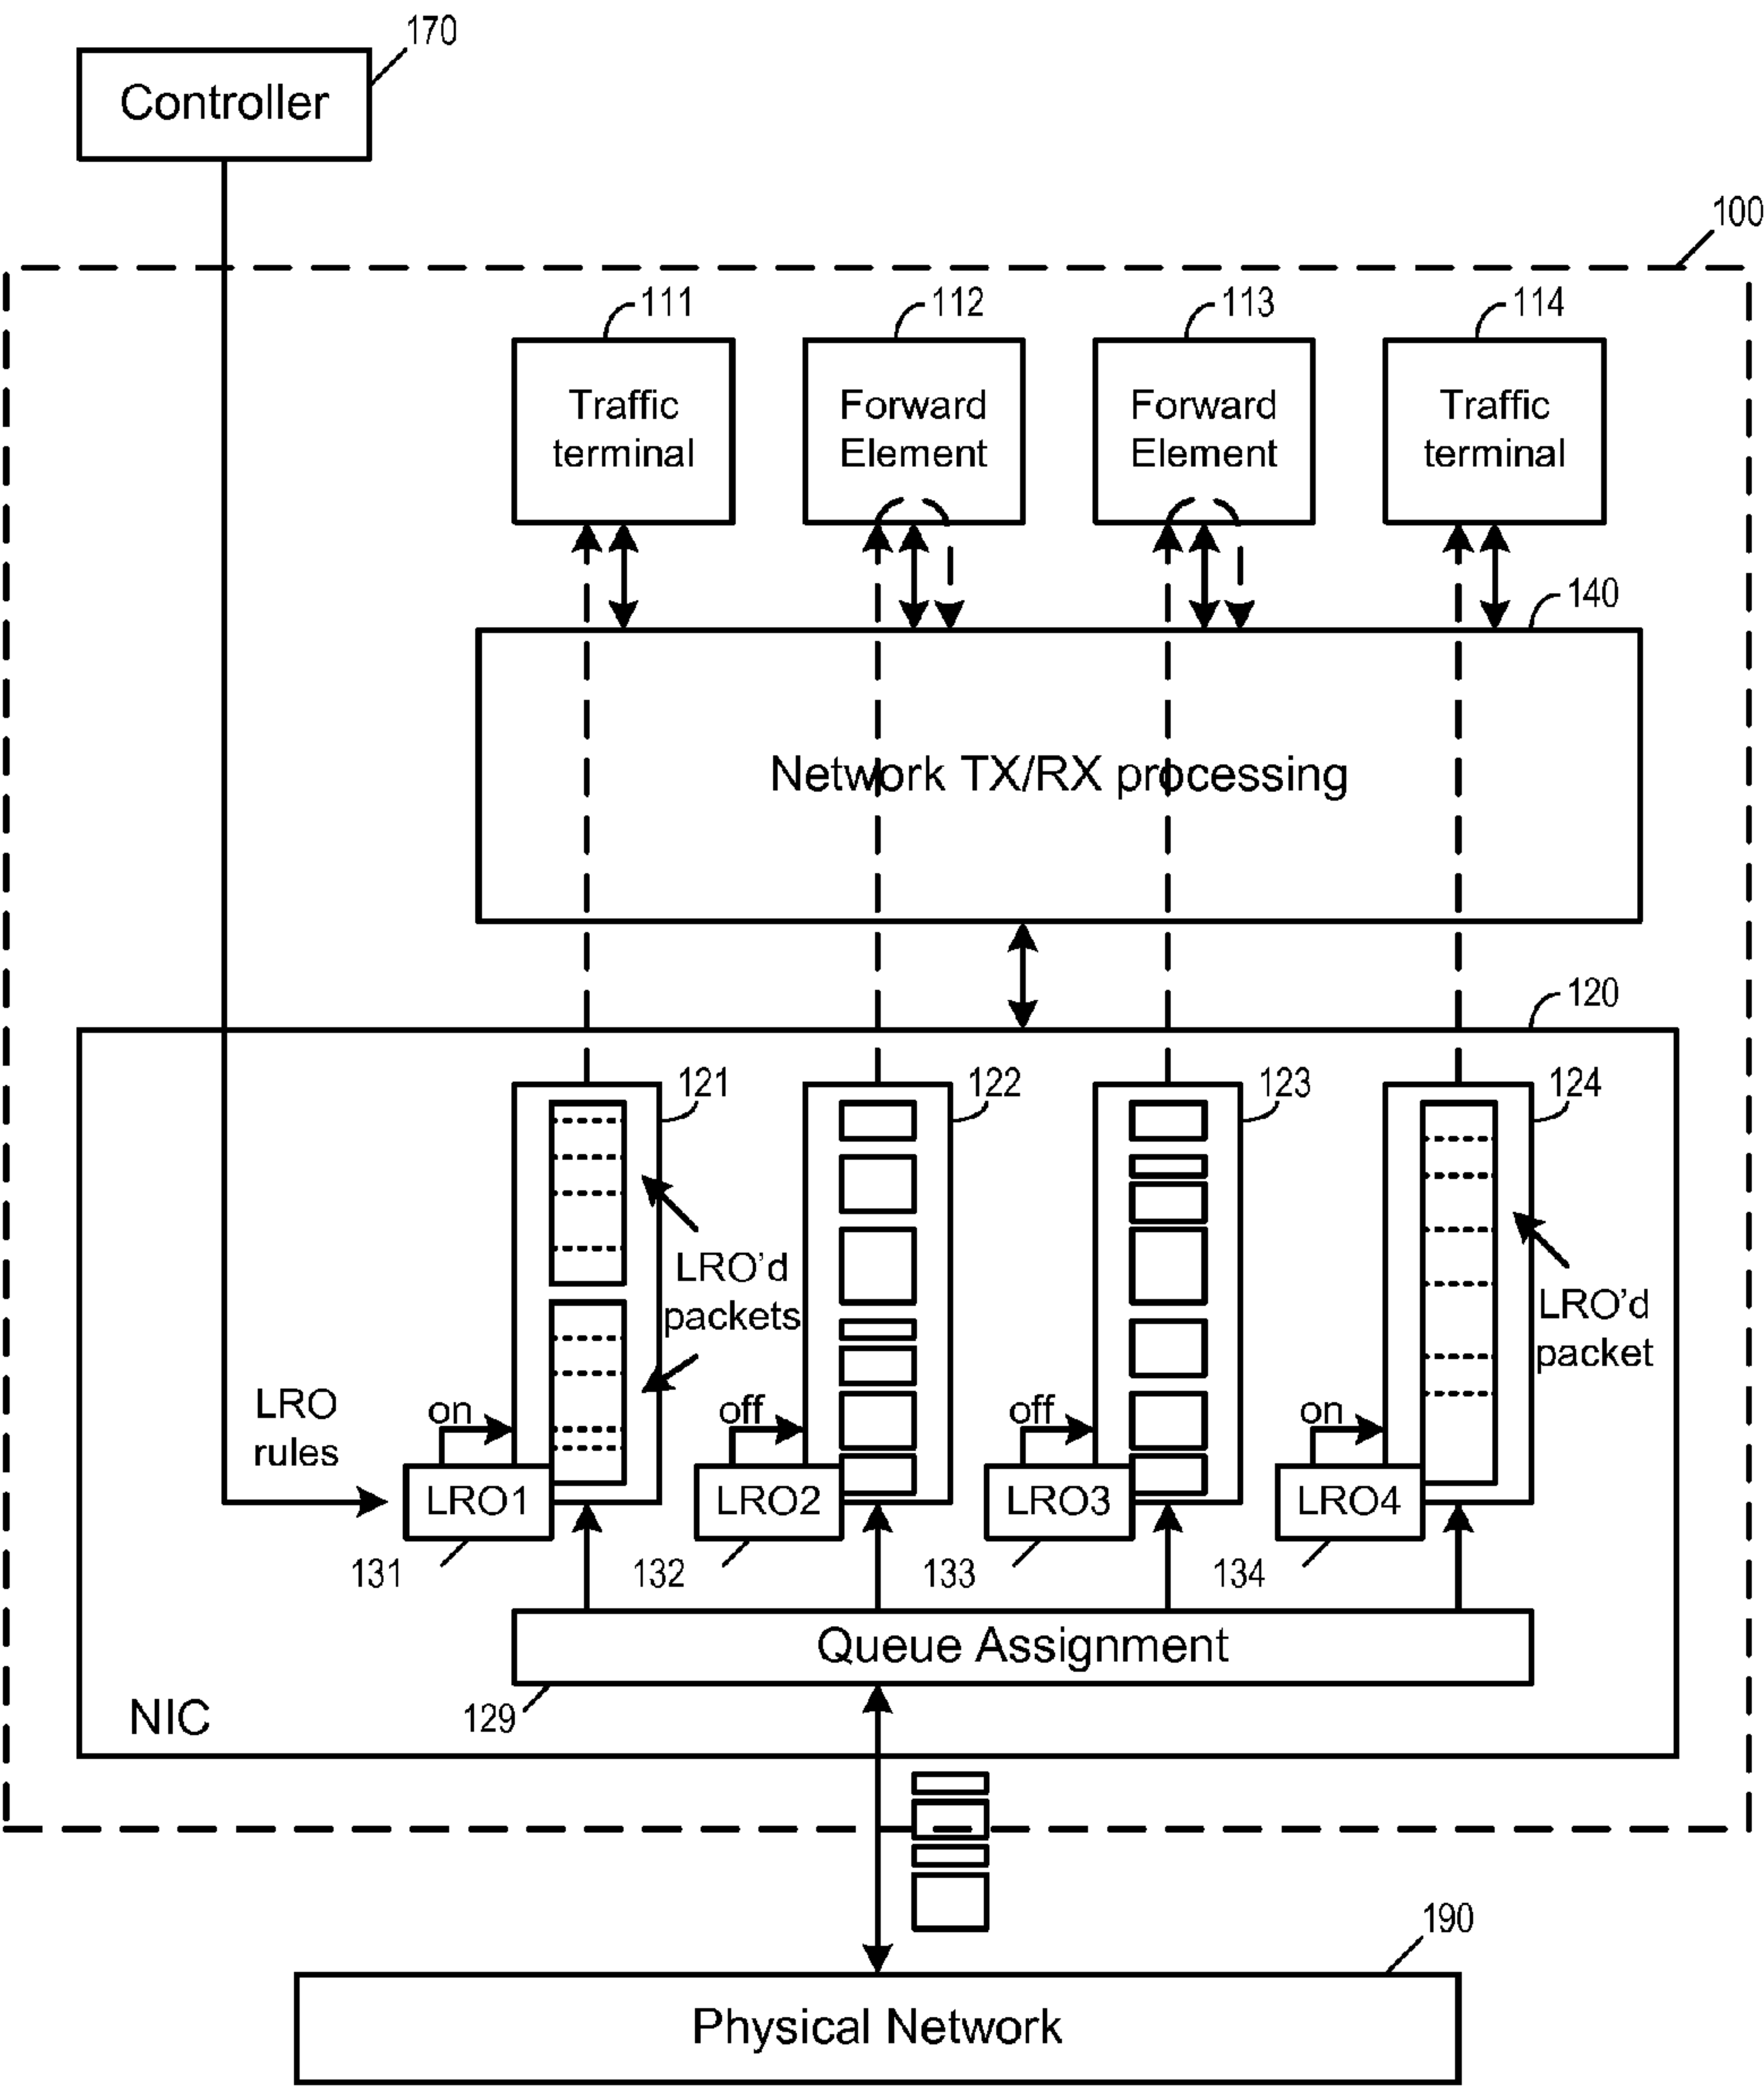 170
Controller
100
111
112
113
114
Traffic
terminal
Forward
Element
Forward
Element
Traffic
terminal
140
Network TX/RX processing
120
121
122
123
124
LRO'd
packets
LRO'd
packet
LRO
rules
on
off
off
on
LRO1
LRO2
LRO3
LRO4
131
132
133
134
Queue Assignment
NIC
129
190
Physical Network